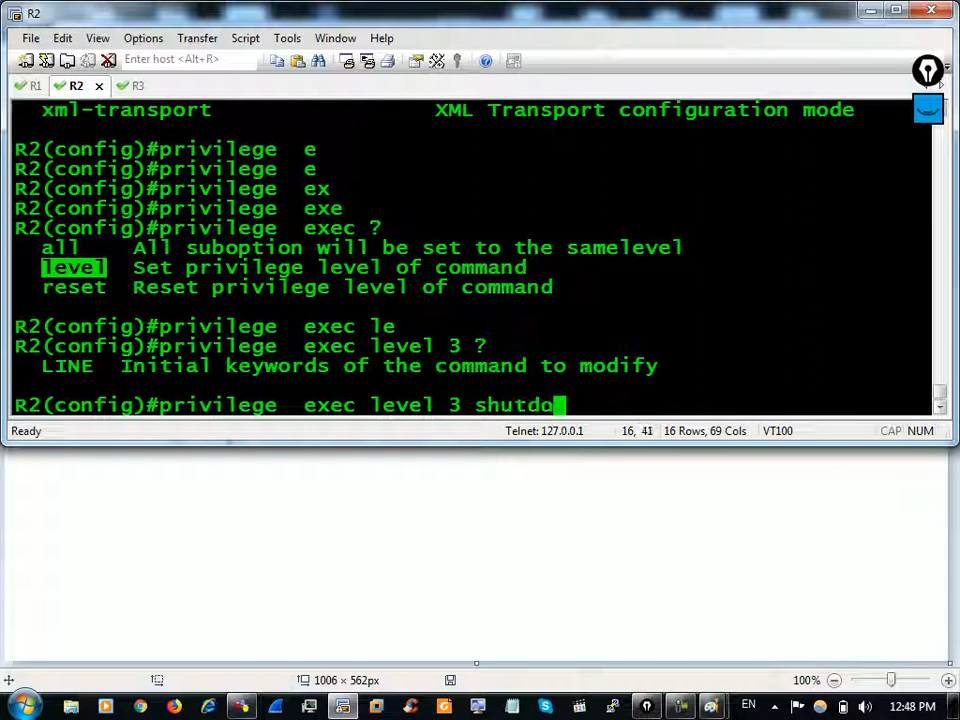 R2
File Edit View Options Transfer Script Tools Window Help
Enter host <Alt+R>
R1 R2 × R3
xml-transport XML Transport configuration mode
R2(config)#privilege e
R2(config)#privilege e
R2(config)#privilege ex
R2(config)#privilege exe
R2(config)#privilege exec ?
all All suboption will be set to the samelevel
level Set privilege level of command
reset Reset privilege level of command
R2(config)#privilege exec le
R2(config)#privilege exec level 3 ?
LINE Initial keywords of the command to modify
R2(config)#privilege exec level 3 shutdo
Ready Telnet: 127.0.0.1 16, 41 16 Rows, 69 Cols VT100 CAP NUM
1006 × 562px 100%
EN 12:48 PM